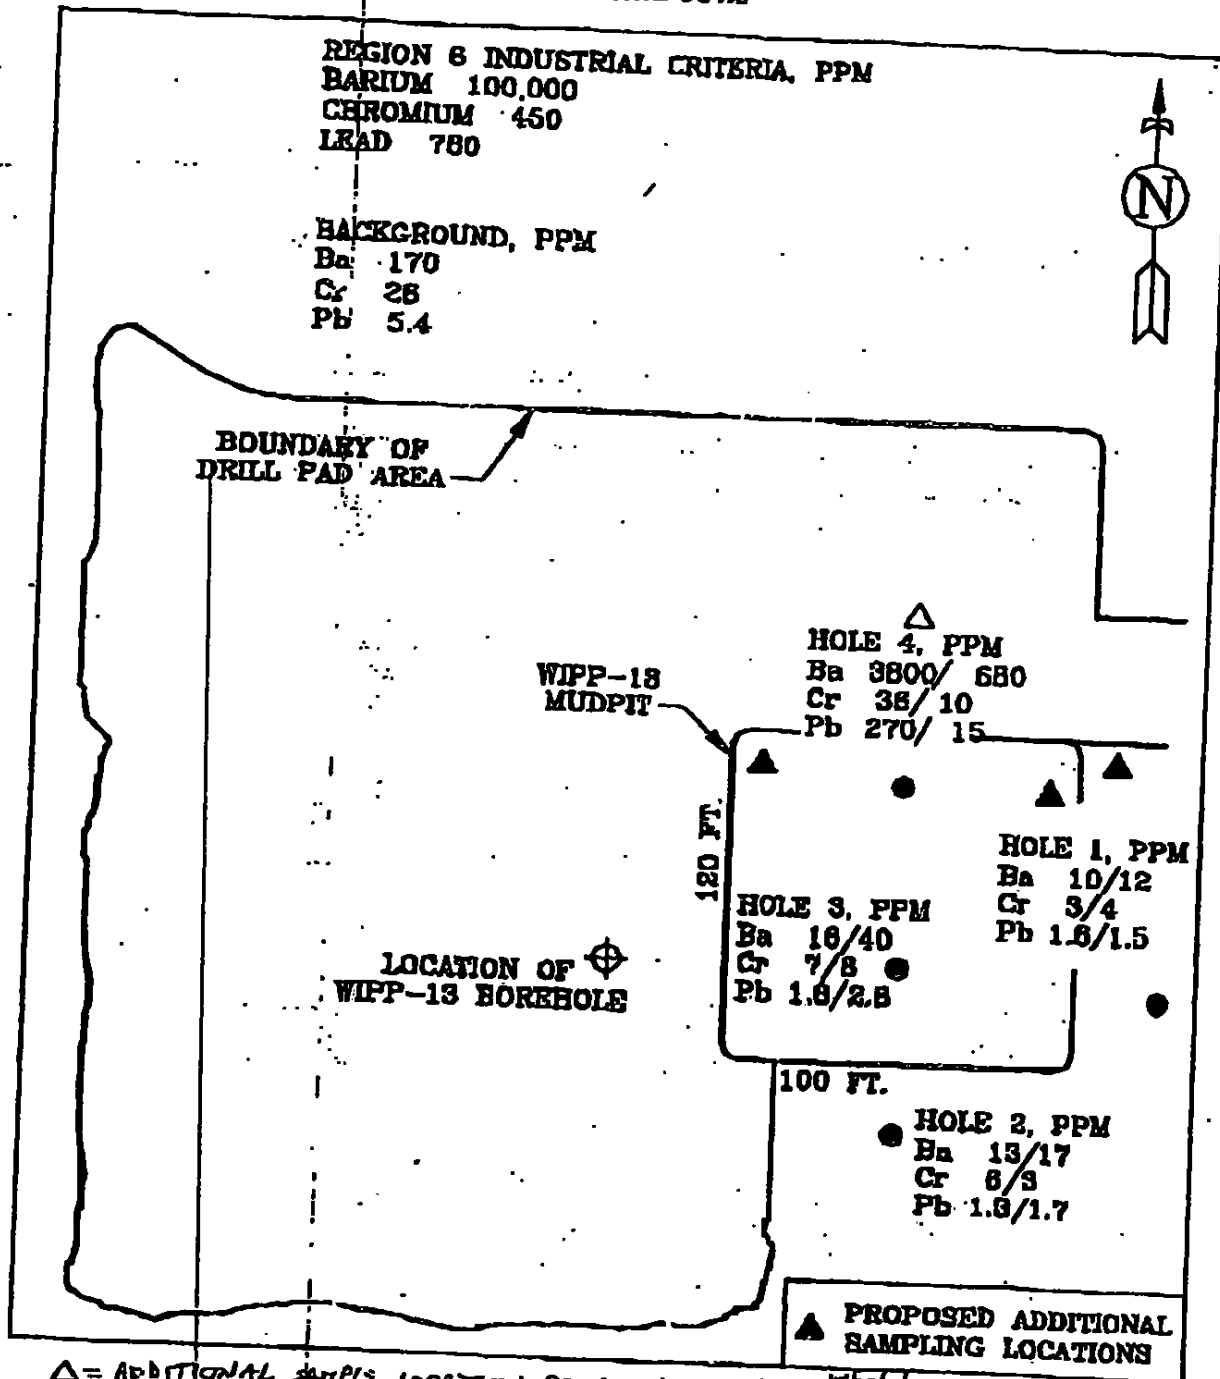 REGION 6 INDUSTRIAL CRITERIA, PPM
BARIUM 100,000
CHROMIUM 450
LEAD 780
N
BACKGROUND, PPM
Ba 170
Cr 26
Pb 5.4
BOUNDARY OF
DRILL PAD AREA
HOLE 4, PPM
Ba 3800/ 680
Cr 36/ 10
Pb 270/ 15
WIPP-13
MUDPIT
120 FT.
HOLE 1, PPM
Ba 10/12
Cr 3/4
Pb 1.6/1.5
HOLE 3, PPM
Ba 16/40
Cr 7/8
Pb 1.8/2.8
LOCATION OF
WIPP-13 BOREHOLE
100 FT.
HOLE 2, PPM
Ba 13/17
Cr 6/3
Pb 1.3/1.7
PROPOSED ADDITIONAL
SAMPLING LOCATIONS
= ADDITIONAL SAMPLE